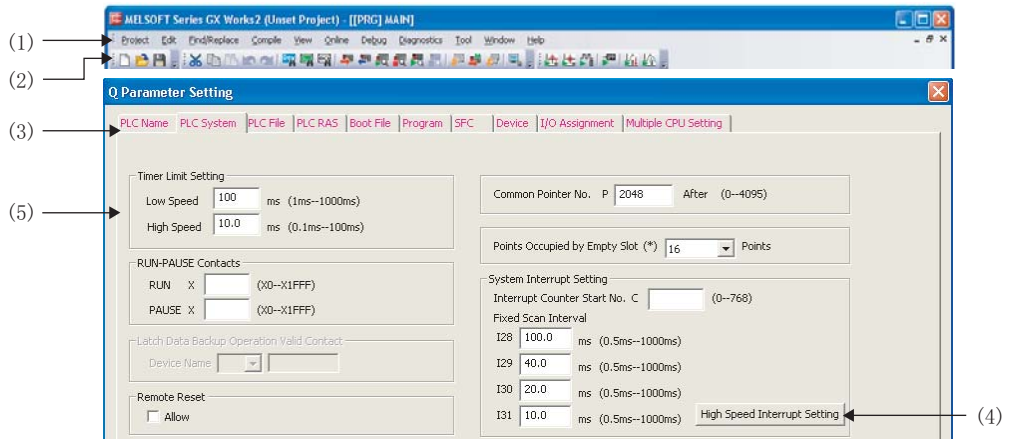 MELSOFT Series GX Works2 (Unset Project) - [[PRG] MAIN]
(1)
Project Edit Find/Replace Compile View Online Debug Diagnostics Tool Window Help
(2)
Q Parameter Setting
(3)
PLC Name PLC System PLC File PLC RAS Boot File Program SFC Device I/O Assignment Multiple CPU Setting
Timer Limit Setting
Low Speed 100 ms (1ms--1000ms)
(5)
High Speed 10.0 ms (0.1ms--100ms)
RUN-PAUSE Contacts
RUN X (X0--X1FFF)
PAUSE X (X0--X1FFF)
Latch Data Backup Operation Valid Contact
Device Name
Remote Reset
Allow
Common Pointer No. P 2048 After (0--4095)
Points Occupied by Empty Slot (*) 16 Points
System Interrupt Setting
Interrupt Counter Start No. C (0--768)
Fixed Scan Interval
I28 100.0 ms (0.5ms--1000ms)
I29 40.0 ms (0.5ms--1000ms)
I30 20.0 ms (0.5ms--1000ms)
I31 10.0 ms (0.5ms--1000ms) High Speed Interrupt Setting
(4)